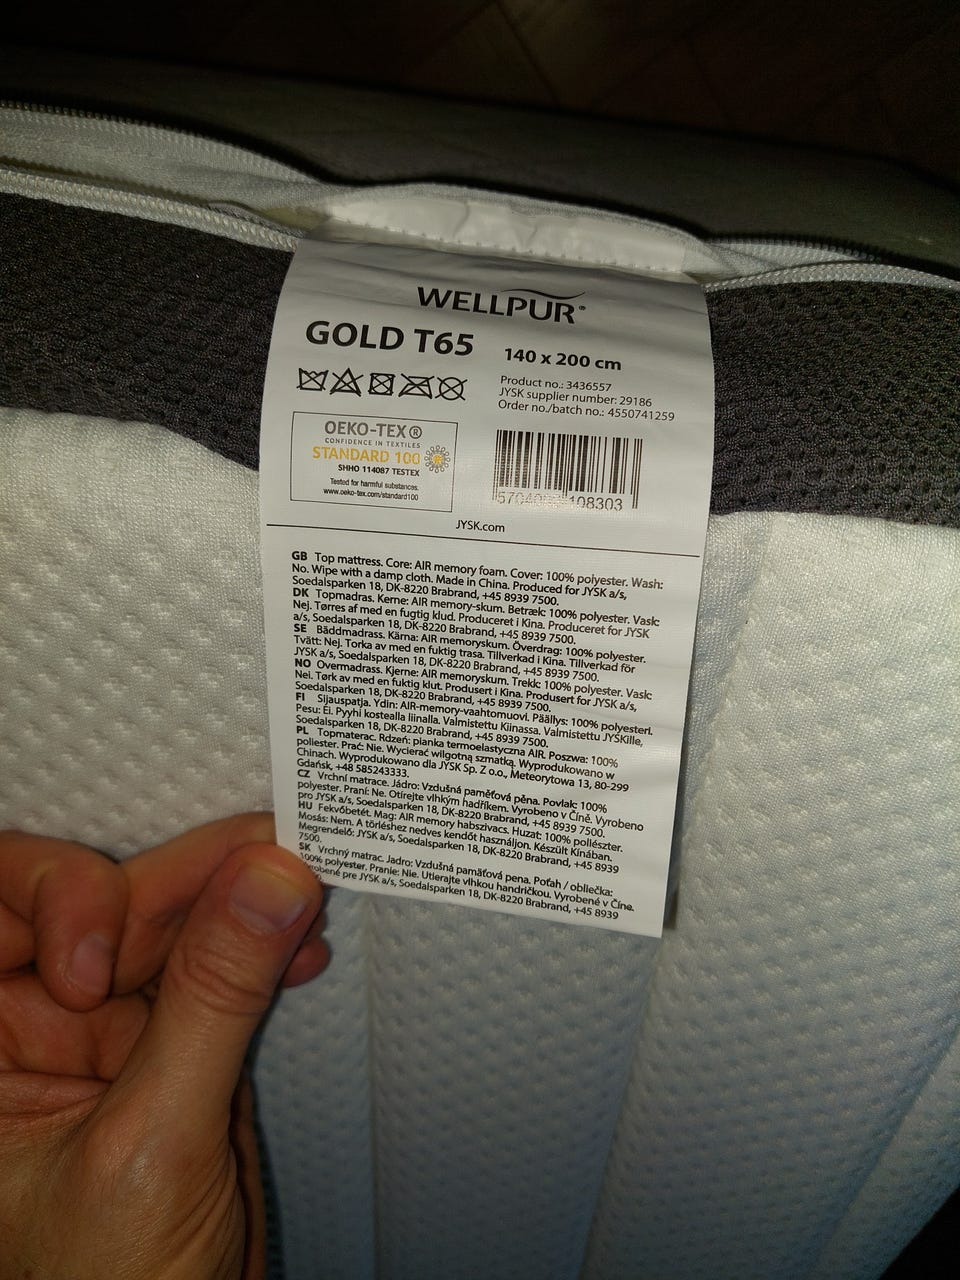 WELLPUR®
GOLD T65
140 x 200 cm
Product no.: 3436557
JYSK supplier number: 29186
Order no./batch no.: 4550741259
OEKO-TEX®
CONFIDENCE IN TEXTILES
STANDARD 100
SHHO 114087 TESTEX
Tested for harmful substances.
www.oeko-tex.com/standard100
108303
JYSK.com
GB Top mattress. Core: AIR memory foam. Cover: 100% polyester. Wash:
No. Wipe with a damp cloth. Made in China. Produced for JYSK a/s,
Soedalsparken 18, DK-8220 Brabrand, +45 8939 7500.
DK Topmadras. Kerne: AIR memory-skum. Betræk: 100% polyester. Vask:
Nej. Tørres af med en fugtig klud. Produceret i Kina. Produceret for JYSK
a/s, Soedalsparken 18, DK-8220 Brabrand, +45 8939 7500.
SE Bäddmadrass. Kärna: AIR memoryskum. Överdrag: 100% polyester.
Tvätt: Nej. Torka av med en fuktig trasa. Tillverkad i Kina. Tillverkad för
JYSK a/s, Soedalsparken 18, DK-8220 Brabrand, +45 8939 7500.
NO Overmadrass. Kjerne: AIR memoryskum. Trekk: 100% polyester. Vask:
Nei. Tørk av med en fuktig klut. Produsert i Kina. Produsert for JYSK a/s,
Soedalsparken 18, DK-8220 Brabrand, +45 8939 7500.
FI Sijauspatja. Ydin: AIR-memory-vaahtomuovi. Päällys: 100% polyesteri.
Pesu: Ei. Pyyhi kostealla liinalla. Valmistettu Kiinassa. Valmistettu JYSKille,
Soedalsparken 18, DK-8220 Brabrand, +45 8939 7500.
PL Topmaterac. Rdzeń: pianka termoelastyczna AIR. Poszwa: 100%
poliester. Prać: Nie. Wycierać wilgotną szmatką. Wyprodukowano w
Chinach. Wyprodukowano dla JYSK Sp. Z o.o., Meteorytowa 13, 80-299
Gdańsk, +48 585243333.
CZ Vrchní matrace. Jádro: Vzdušná paměťová pěna. Povlak: 100%
polyester. Praní: Ne. Otírejte vlhkým hadříkem. Vyrobeno v Číně. Vyrobeno
pro JYSK a/s, Soedalsparken 18, DK-8220 Brabrand, +45 8939 7500.
HU Fekvőbetét. Mag: AIR memory habszivacs. Huzat: 100% poliészter.
Mosás: Nem. A törléshez nedves kendőt használjon. Készült Kínában.
Megrendelő: JYSK a/s, Soedalsparken 18, DK-8220 Brabrand, +45 8939
7500.
SK Vrchný matrac. Jadro: Vzdušná pamäťová pena. Poťah / obliečka:
100% polyester. Pranie: Nie. Utierajte vlhkou handričkou. Vyrobené v Číne.
pre JYSK a/s, Soedalsparken 18, DK-8220 Brabrand, +45 8939